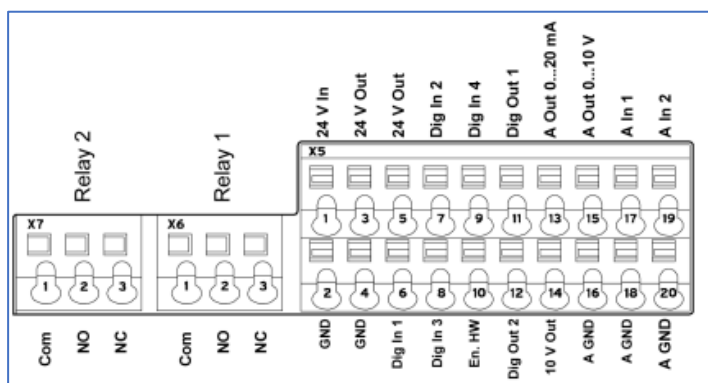 24 V In
24 V Out
24 V Out
Dig In 2
Dig In 4
Dig Out 1
A Out 0...20 mA
A Out 0...10 V
A In 1
A In 2
Relay 2
Relay 1
X5
1 3 5 7 9 11 13 15 17 19
X7
X6
1 2 3
1 2 3
2 4 6 8 10 12 14 16 18 20
Com
NO
NC
Com
NO
NC
GND
GND
Dig In 1
Dig In 3
En. HW
Dig Out 2
10 V Out
A GND
A GND
A GND